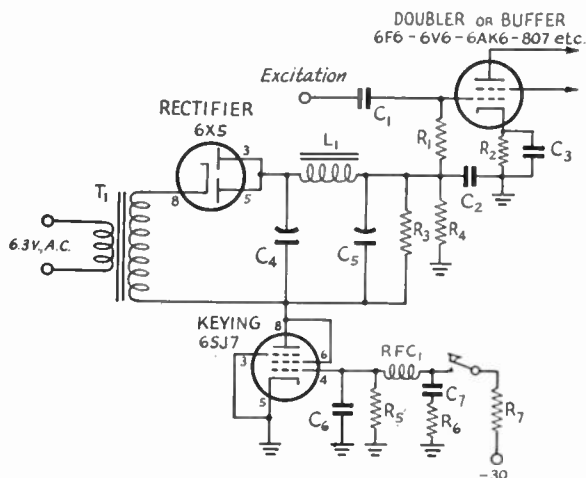 DOUBLER OR BUFFER
6F6 - 6V6 - 6AK6 - 807 etc.
Excitation
C1
RECTIFIER
6X5
3
5
8
L1
R1
R2
C3
C2
T1
6.3V, A.C.
C4
C5
R3
R4
KEYING
6SJ7
8
3
6
4
5
RFC1
C6
R5
C7
R6
R7
-30